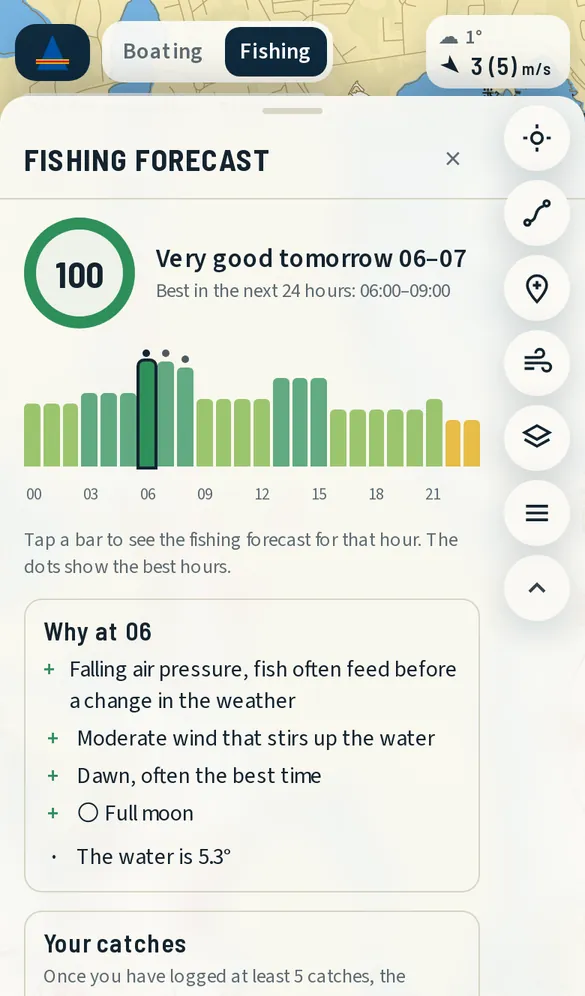 Boating
Fishing
1°
3 (5) m/s
FISHING FORECAST
100
Very good tomorrow 06–07
Best in the next 24 hours: 06:00–09:00
00 03 06 09 12 15 18 21
Tap a bar to see the fishing forecast for that hour. The
dots show the best hours.
Why at 06
+ Falling air pressure, fish often feed before
a change in the weather
+ Moderate wind that stirs up the water
+ Dawn, often the best time
+ Full moon
· The water is 5.3°
Your catches
Once you have logged at least 5 catches, the